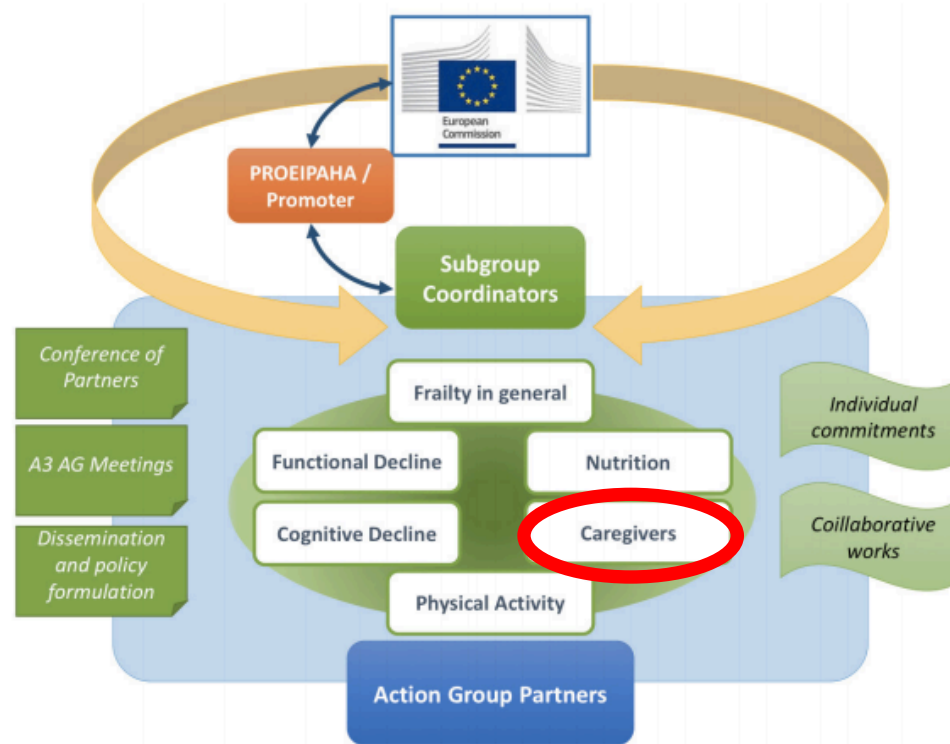 European
Commission
PROEIPAHA /
Promoter
Subgroup
Coordinators
Conference of
Partners
A3 AG Meetings
Dissemination
and policy
formulation
Frailty in general
Functional Decline
Nutrition
Cognitive Decline
Caregivers
Physical Activity
Individual
commitments
Coillaborative
works
Action Group Partners